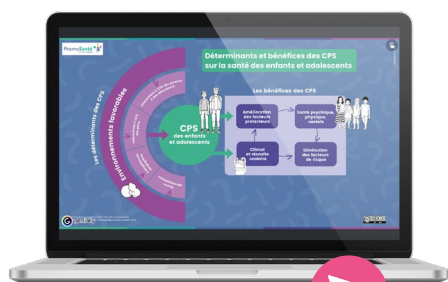 PromoSanté
Déterminants et bénéfices des CPS
sur la santé des enfants et adolescents
Les déterminants des CPS
Environnements favorables
CPS
des enfants
et adolescents
Les bénéfices des CPS
Amélioration
des facteurs
protecteurs
Santé psychique,
physique,
sociale
Climat
et réussite
scolaire
Diminution
des facteurs
de risque
genially